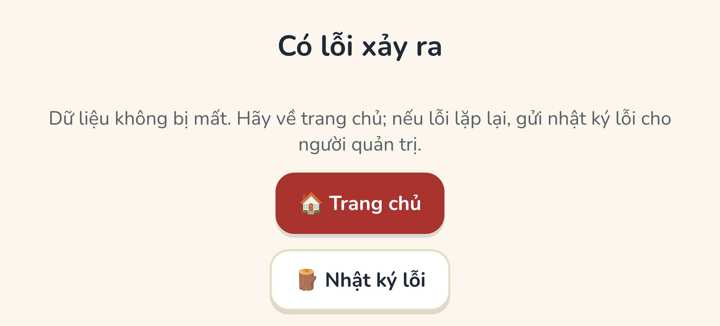 Có lỗi xảy ra
Dữ liệu không bị mất. Hãy về trang chủ; nếu lỗi lặp lại, gửi nhật ký lỗi cho
người quản trị.
🏠 Trang chủ
🪵 Nhật ký lỗi